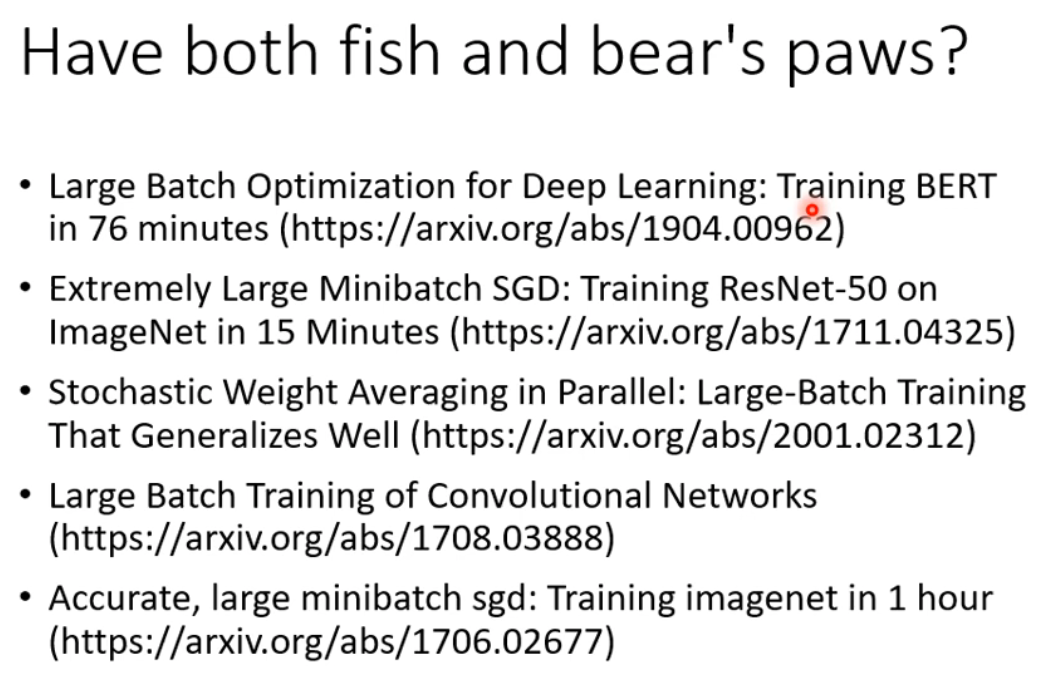 Have both fish and bear's paws?
• Large Batch Optimization for Deep Learning: Training BERT
in 76 minutes (https://arxiv.org/abs/1904.00962)
• Extremely Large Minibatch SGD: Training ResNet-50 on
ImageNet in 15 Minutes (https://arxiv.org/abs/1711.04325)
• Stochastic Weight Averaging in Parallel: Large-Batch Training
That Generalizes Well (https://arxiv.org/abs/2001.02312)
• Large Batch Training of Convolutional Networks
(https://arxiv.org/abs/1708.03888)
• Accurate, large minibatch sgd: Training imagenet in 1 hour
(https://arxiv.org/abs/1706.02677)